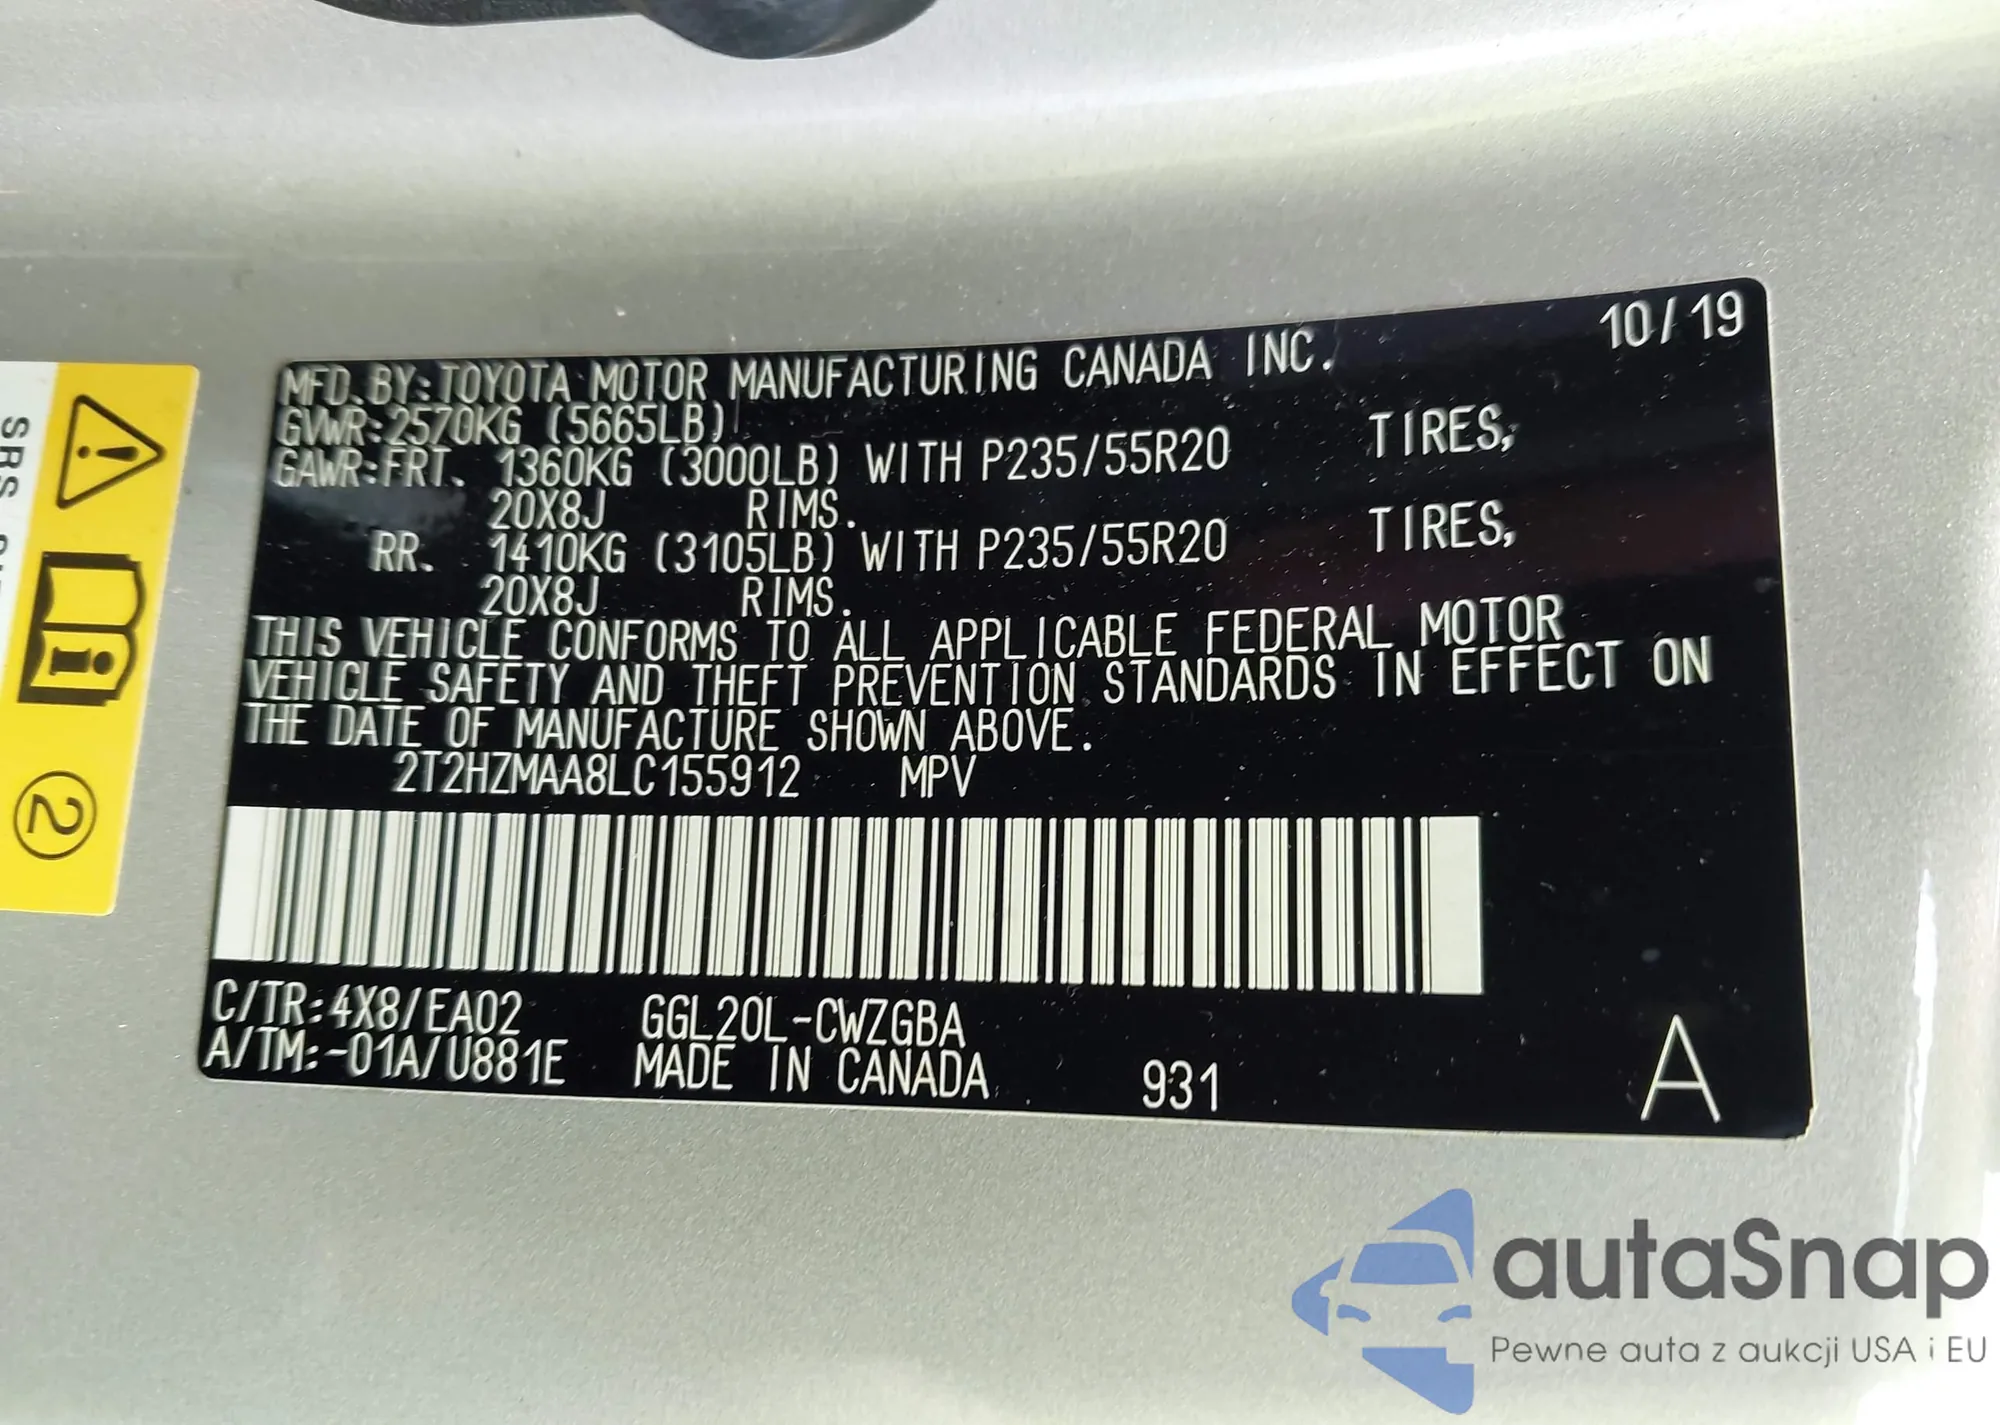 10/19
MFD.BY:TOYOTA MOTOR MANUFACTURING CANADA INC.
GVWR:2570KG (5665LB)
GAWR:FRT. 1360KG (3000LB) WITH P235/55R20 TIRES,
20X8J RIMS.
RR. 1410KG (3105LB) WITH P235/55R20 TIRES,
20X8J RIMS.
THIS VEHICLE CONFORMS TO ALL APPLICABLE FEDERAL MOTOR
VEHICLE SAFETY AND THEFT PREVENTION STANDARDS IN EFFECT ON
THE DATE OF MANUFACTURE SHOWN ABOVE.
2T2HZMAA8LC155912 MPV
C/TR:4X8/EA02 GGL20L-CWZGBA
A/TM:-01A/U881E MADE IN CANADA 931 A
SRS
2
autaSnap
Pewne auta z aukcji USA i EU